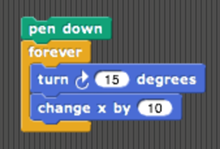 pen down
forever
turn 15 degrees
change x by 10